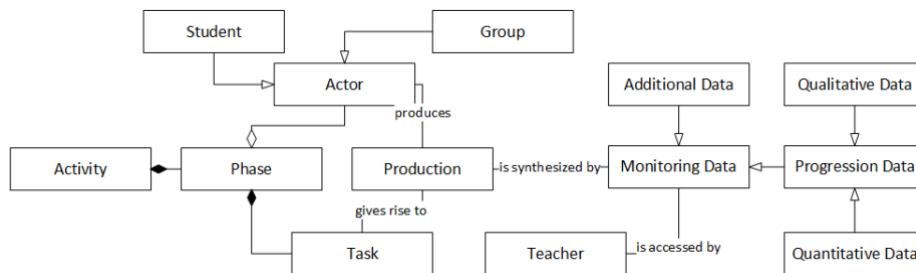 Student
Group
Actor
Additional Data
Qualitative Data
produces
Activity
Phase
Production
is synthesized by
Monitoring Data
Progression Data
gives rise to
Task
Teacher
is accessed by
Quantitative Data